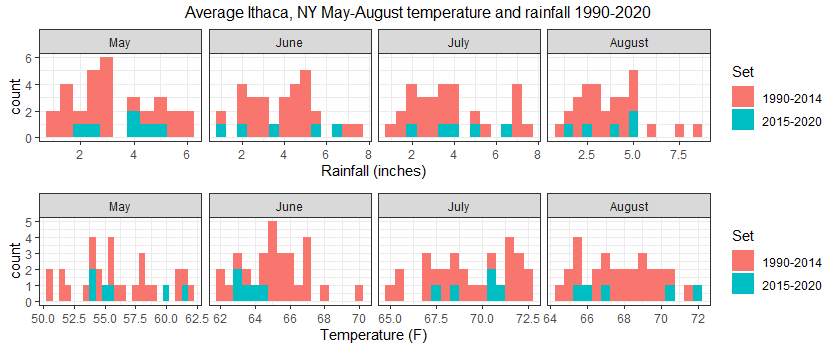 Average Ithaca, NY May-August temperature and rainfall 1990-2020
May June July August
6
4
2
0
count
2 4 6 2 4 6 8 2 4 6 8 2.5 5.0 7.5
Rainfall (inches)
Set
1990-2014
2015-2020
May June July August
5
4
3
2
1
0
count
50.0 52.5 55.0 57.5 60.0 62.5 62 64 66 68 70 65.0 67.5 70.0 72.5 64 66 68 70 72
Temperature (F)
Set
1990-2014
2015-2020